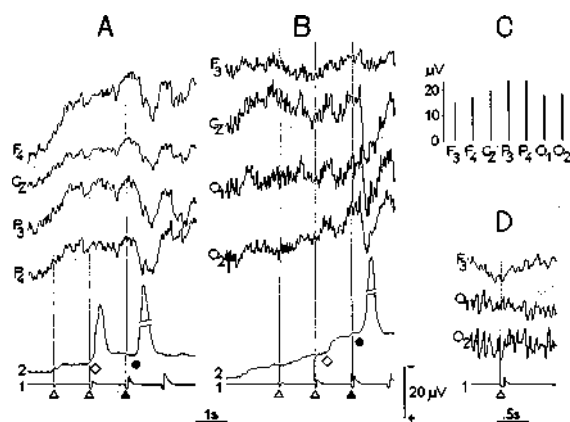 A
B
C
D
F4
Cz
P3
P4
2
1
F3
Cz
O1
O2
2
1
µV
20
10
0
F3 F4 Cz P3 P4 O1 O2
F3
O1
O2
1
20 µV
1s
.5s